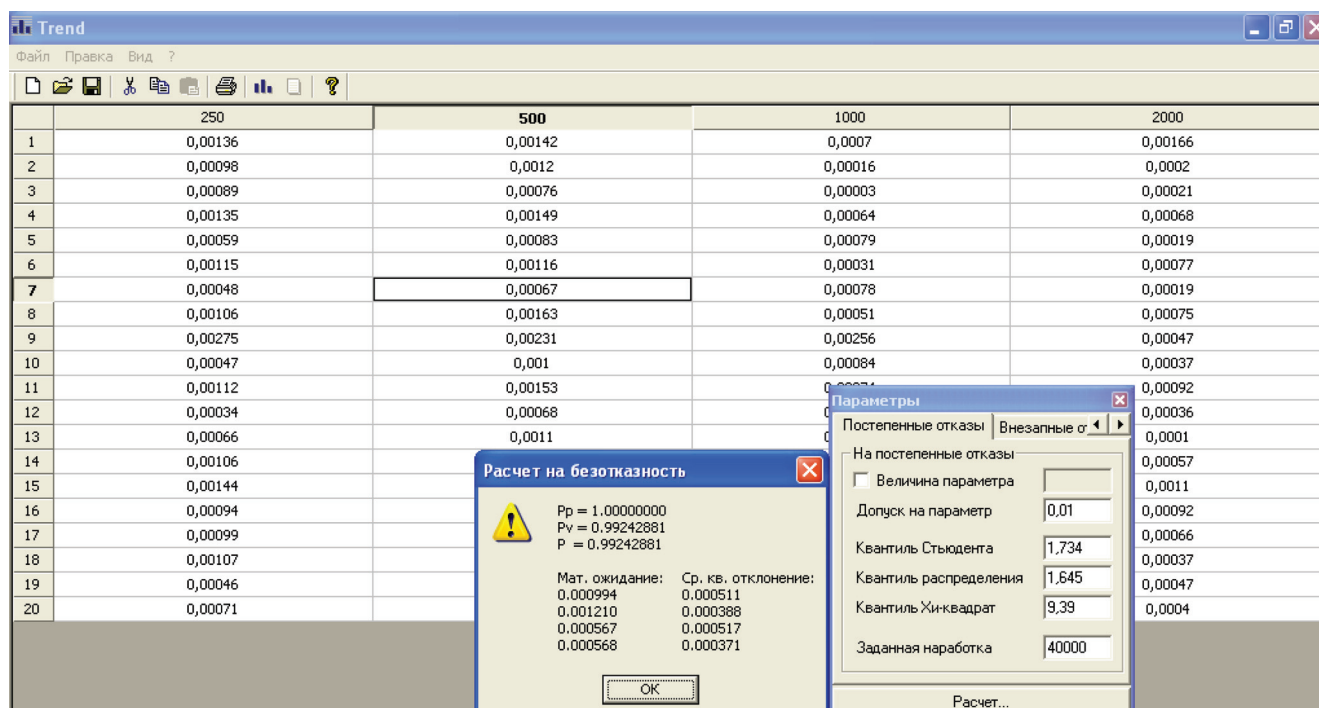 Trend
Файл Правка Вид ?
250 500 1000 2000
1 0,00136 0,00142 0,0007 0,00166
2 0,00098 0,0012 0,00016 0,0002
3 0,00089 0,00076 0,00003 0,00021
4 0,00135 0,00149 0,00064 0,00068
5 0,00059 0,00083 0,00079 0,00019
6 0,00115 0,00116 0,00031 0,00077
7 0,00048 0,00067 0,00078 0,00019
8 0,00106 0,00163 0,00051 0,00075
9 0,00275 0,00231 0,00256 0,00047
10 0,00047 0,001 0,00084 0,00037
11 0,00112 0,00153 0,00092
12 0,00034 0,00068 0,00036
13 0,00066 0,0011 0,0001
14 0,00106 0,00057
15 0,00144 0,0011
16 0,00094 0,00092
17 0,00099 0,00066
18 0,00107 0,00037
19 0,00046 0,00047
20 0,00071 0,0004
Расчет на безотказность
Pp = 1.00000000
Pv = 0.99242881
P = 0.99242881
Мат. ожидание: Ср. кв. отклонение:
0.000994 0.000511
0.001210 0.000388
0.000567 0.000517
0.000568 0.000371
OK
Параметры
Постепенные отказы Внезапные от
На постепенные отказы
Величина параметра
Допуск на параметр 0,01
Квантиль Стьюдента 1,734
Квантиль распределения 1,645
Квантиль Хи-квадрат 9,39
Заданная наработка 40000
Расчет...